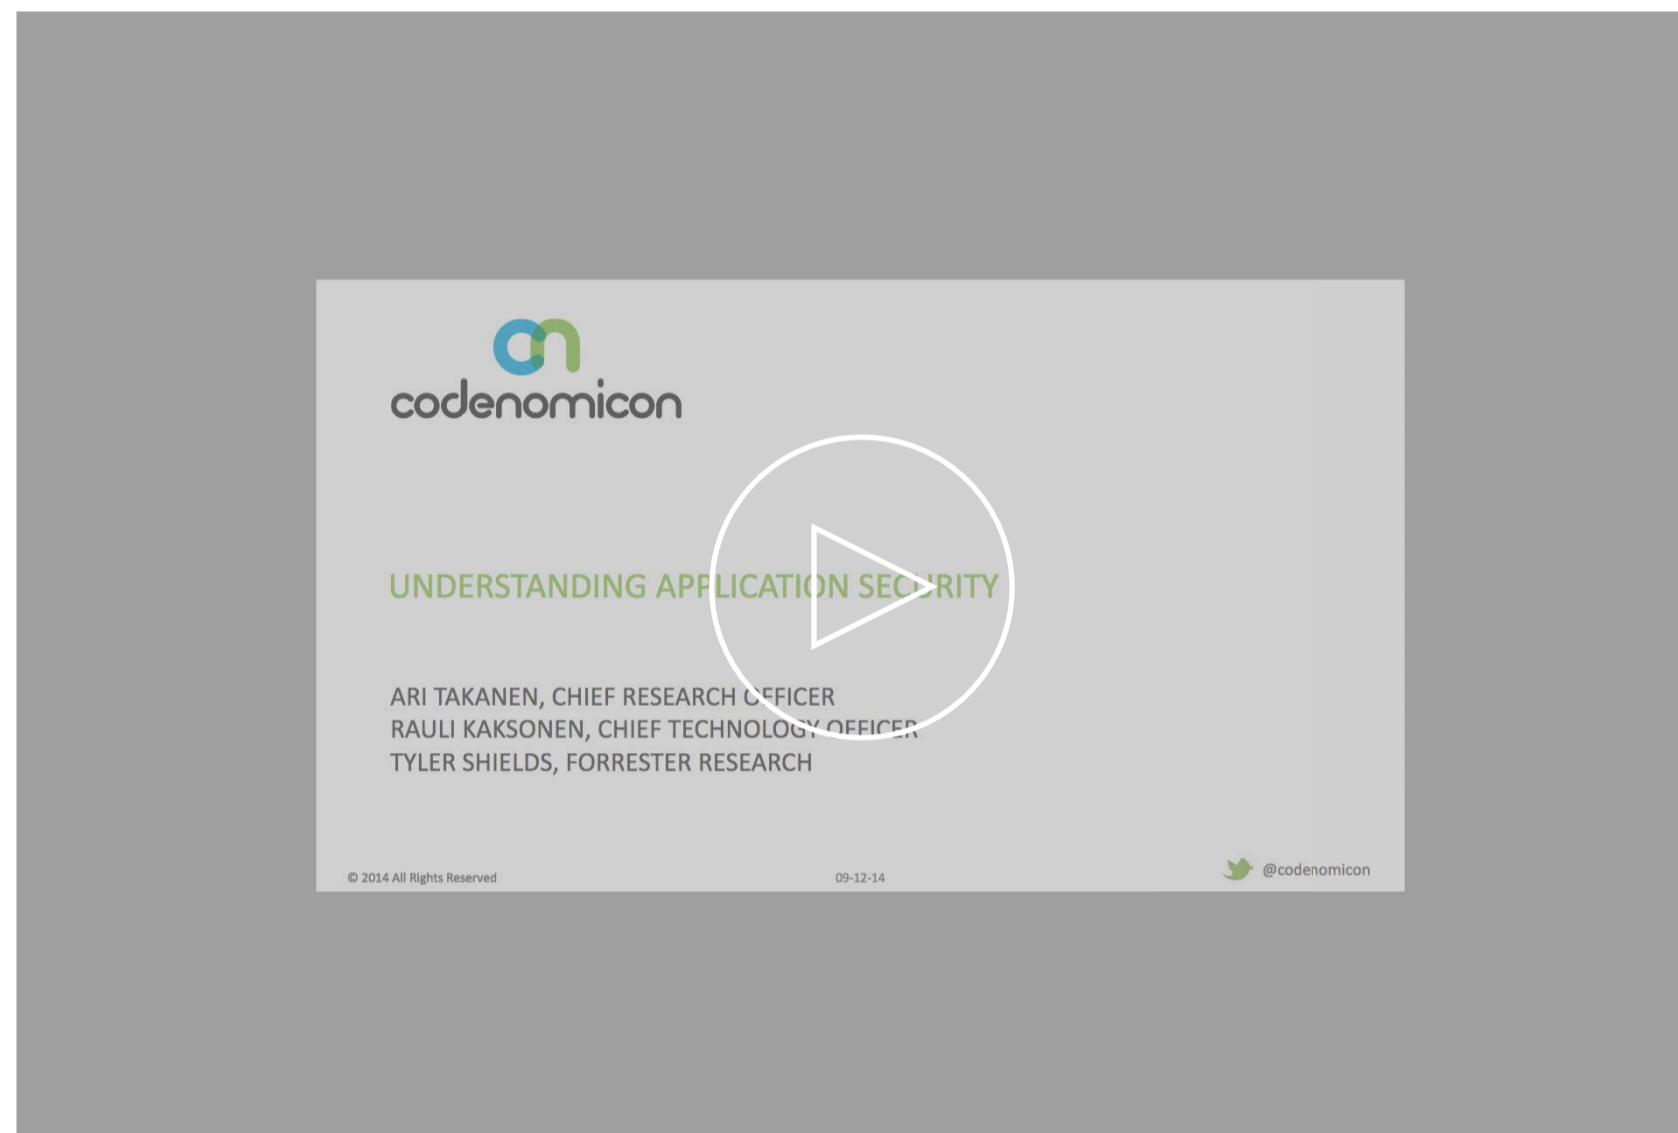 codenomicon
UNDERSTANDING APPLICATION SECURITY
ARI TAKANEN, CHIEF RESEARCH OFFICER
RAULI KAKSONEN, CHIEF TECHNOLOGY OFFICER
TYLER SHIELDS, FORRESTER RESEARCH
© 2014 All Rights Reserved
09-12-14
@codenomicon